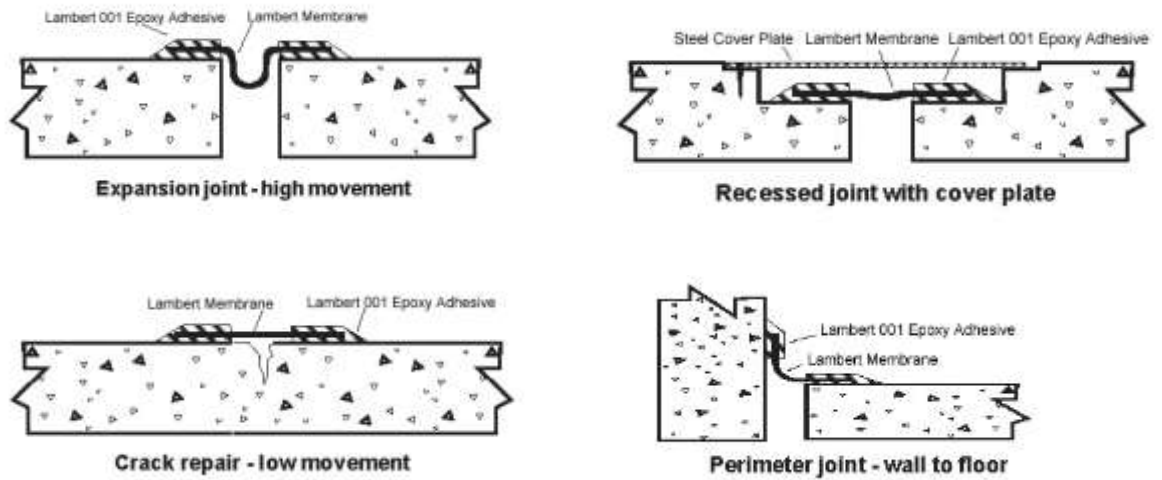 Lambert 001 Epoxy Adhesive
Lambert Membrane
Expansion joint - high movement
Steel Cover Plate
Lambert Membrane
Lambert 001 Epoxy Adhesive
Recessed joint with cover plate
Lambert Membrane
Lambert 001 Epoxy Adhesive
Crack repair - low movement
Lambert 001 Epoxy Adhesive
Lambert Membrane
Perimeter joint - wall to floor